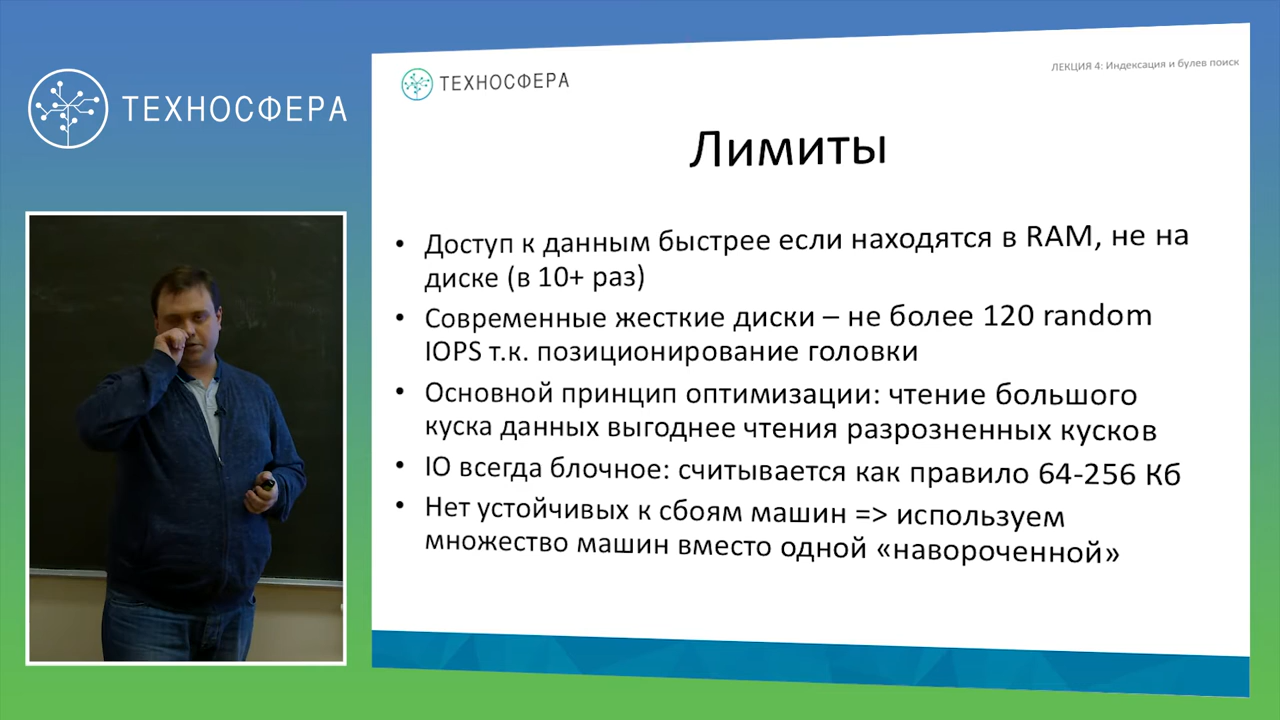 ТЕХНОСФЕРА
ТЕХНОСФЕРА
ЛЕКЦИЯ 4: Индексация и булев поиск
Лимиты
• Доступ к данным быстрее если находятся в RAM, не на
диске (в 10+ раз)
• Современные жесткие диски – не более 120 random
IOPS т.к. позиционирование головки
• Основной принцип оптимизации: чтение большого
куска данных выгоднее чтения разрозненных кусков
• IO всегда блочное: считывается как правило 64-256 Кб
• Нет устойчивых к сбоям машин => используем
множество машин вместо одной «навороченной»